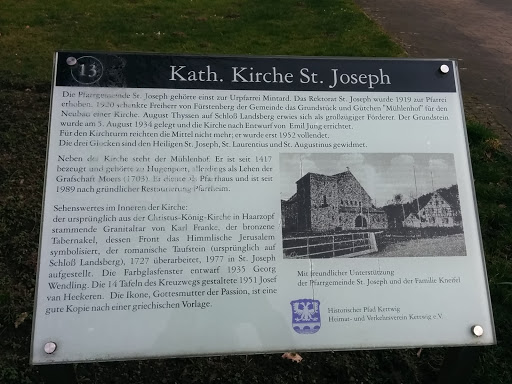 13
Kath. Kirche St. Joseph
Die Pfarrgemeinde St. Joseph gehörte einst zur Urpfarrei Mintard. Das Rektorat St. Joseph wurde 1919 zur Pfarrei
erhoben. 1920 schenkte Freiherr von Fürstenberg der Gemeinde das Grundstück und Gütchen "Mühlenhof" für den
Neubau einer Kirche. August Thyssen auf Schloß Landsberg erwies sich als großzügiger Förderer. Der Grundstein
wurde am 5. August 1934 gelegt und die Kirche nach Entwurf von Emil Jung errichtet.
Für den Kirchturm reichten die Mittel nicht mehr; er wurde erst 1952 vollendet.
Die drei Glocken sind den Heiligen St. Joseph, St. Laurentius und St. Augustinus gewidmet.
Neben der Kirche steht der Mühlenhof. Er ist seit 1417
bezeugt und gehörte zu Hugenpoet, allerdings als Lehen der
Grafschaft Moers (1703). Er diente als Pfarrhaus und ist seit
1989 nach gründlicher Restaurierung Pfarrheim.
Sehenswertes im Inneren der Kirche:
der ursprünglich aus der Christus-König-Kirche in Haarzopf
stammende Granitaltar von Karl Franke, der bronzene
Tabernakel, dessen Front das Himmlische Jerusalem
symbolisiert, der romanische Taufstein (ursprünglich auf
Schloß Landsberg), 1727 überarbeitet, 1977 in St. Joseph
aufgestellt. Die Farbglasfenster entwarf 1935 Georg
Wendling. Die 14 Tafeln des Kreuzwegs gestaltete 1951 Josef
van Heekeren. Die Ikone, Gottesmutter der Passion, ist eine
gute Kopie nach einer griechischen Vorlage.
Mit freundlicher Unterstützung
der Pfarrgemeinde St. Joseph und der Familie Knedel
Historischer Pfad Kettwig
Heimat- und Verkehrsverein Kettwig e.V.